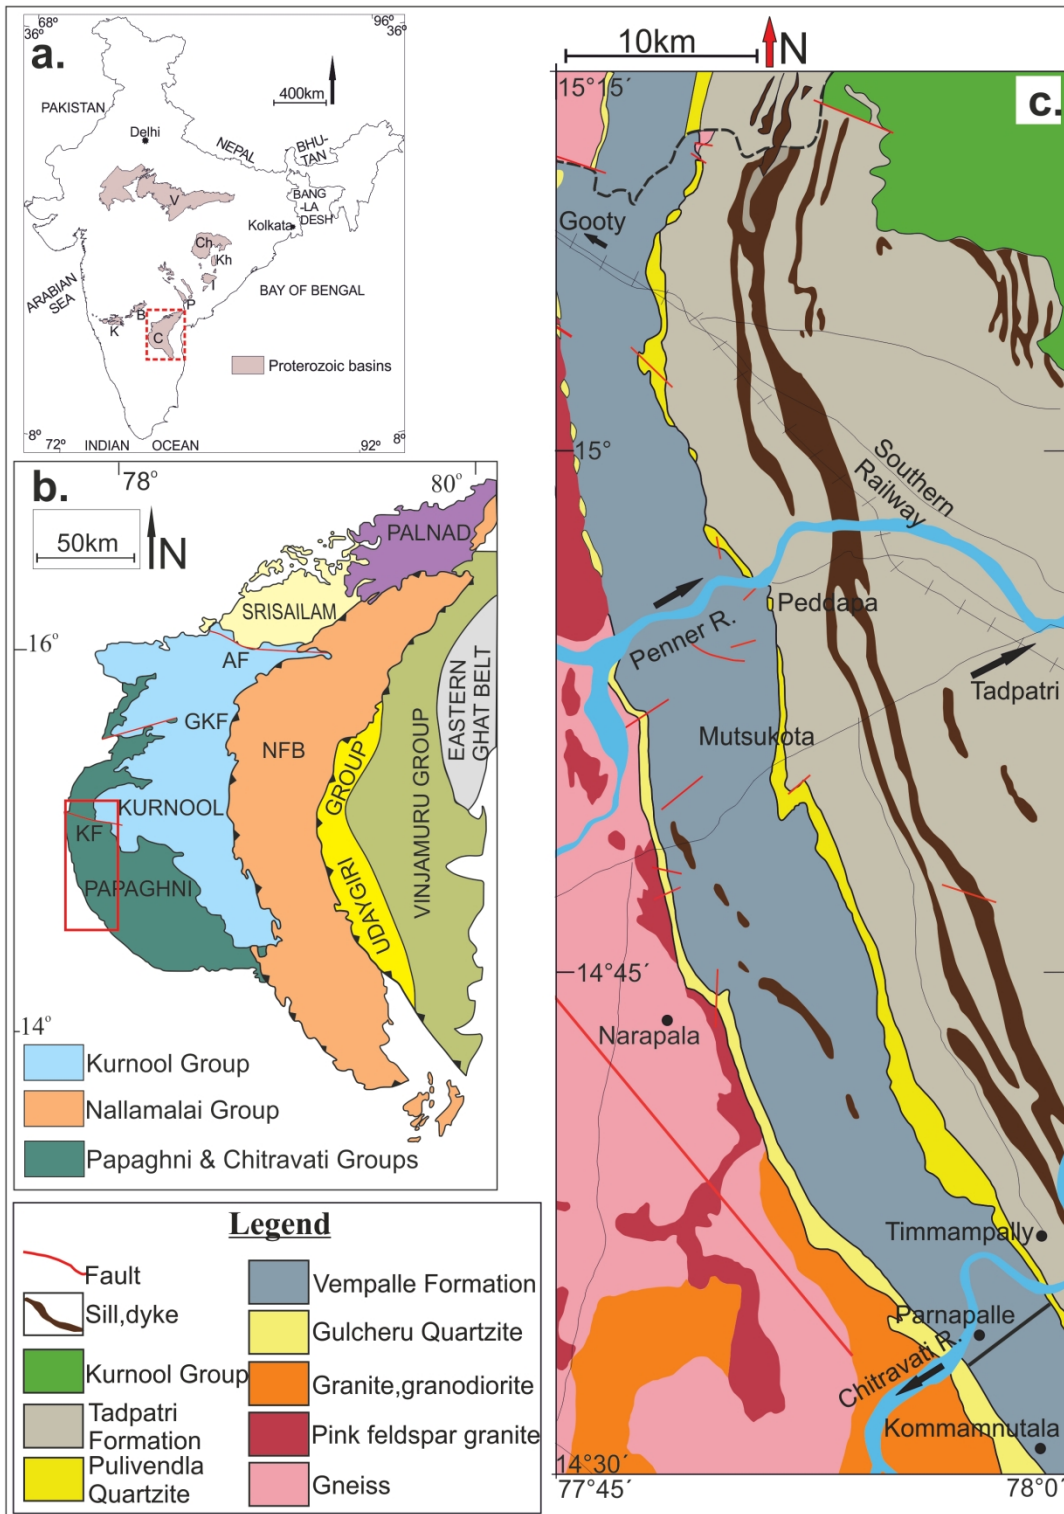 a.
68°
36°
96°
36°
400km
PAKISTAN
Delhi
NEPAL
BHU-
TAN
BANG
-LA
DESH
V
Kolkata
Ch
Kh
I
ARABIAN
SEA
BAY OF BENGAL
P
B
K
C
Proterozoic basins
8°
72°
INDIAN
OCEAN
92°
8°
b.
78°
80°
50km
N
PALNAD
SRISAILAM
16°
AF
GKF
NFB
EASTERN
GHAT BELT
VINJAMURU GROUP
GROUP
UDAYGIRI
KURNOOL
KF
PAPAGHNI
14°
Kurnool Group
Nallamalai Group
Papaghni & Chitravati Groups
Legend
Fault
Sill,dyke
Kurnool Group
Tadpatri
Formation
Pulivendla
Quartzite
Vempalle Formation
Gulcheru Quartzite
Granite,granodiorite
Pink feldspar granite
Gneiss
10km
N
c.
15°15´
Gooty
15°
Southern
Railway
Peddapa
Penner R.
Tadpatri
Mutsukota
14°45´
Narapala
Timmampally
Parnapalle
Chitravati R.
Kommamnutala
14°30´
77°45´
78°0´